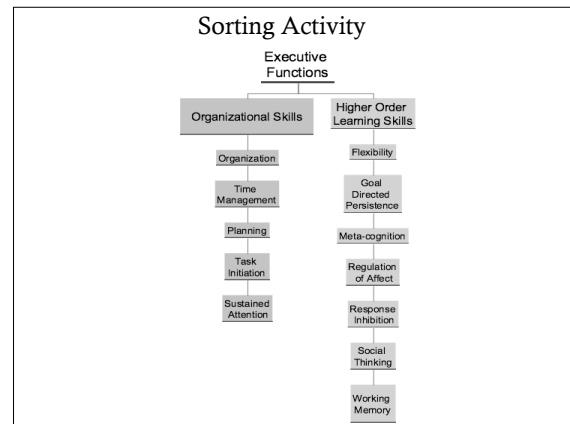 Sorting Activity
Executive
Functions
Organizational Skills
Organization
Time
Management
Planning
Task
Initiation
Sustained
Attention
Higher Order
Learning Skills
Flexibility
Goal
Directed
Persistence
Meta-cognition
Regulation
of Affect
Response
Inhibition
Social
Thinking
Working
Memory